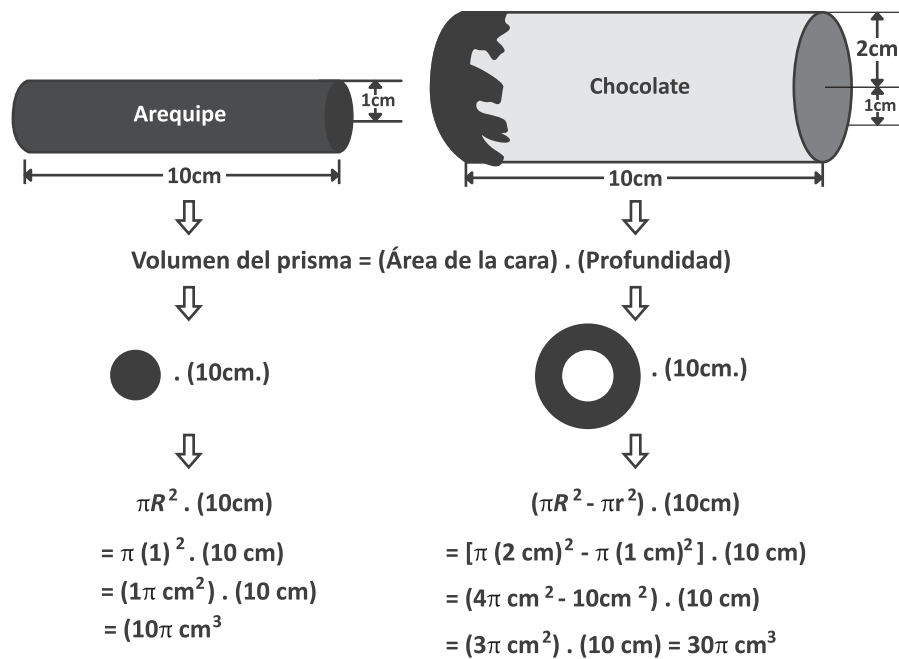 Arequipe
1cm
10cm
Chocolate
2cm
1cm
10cm
Volumen del prisma = (Área de la cara) . (Profundidad)
. (10cm.)
. (10cm.)
πR² . (10cm)
= π (1)² . (10 cm)
= (1π cm²) . (10 cm)
= (10π cm³
(πR² - πr²) . (10cm)
= [π (2 cm)² - π (1 cm)²] . (10 cm)
= (4π cm² - 10cm²) . (10 cm)
= (3π cm²) . (10 cm) = 30π cm³